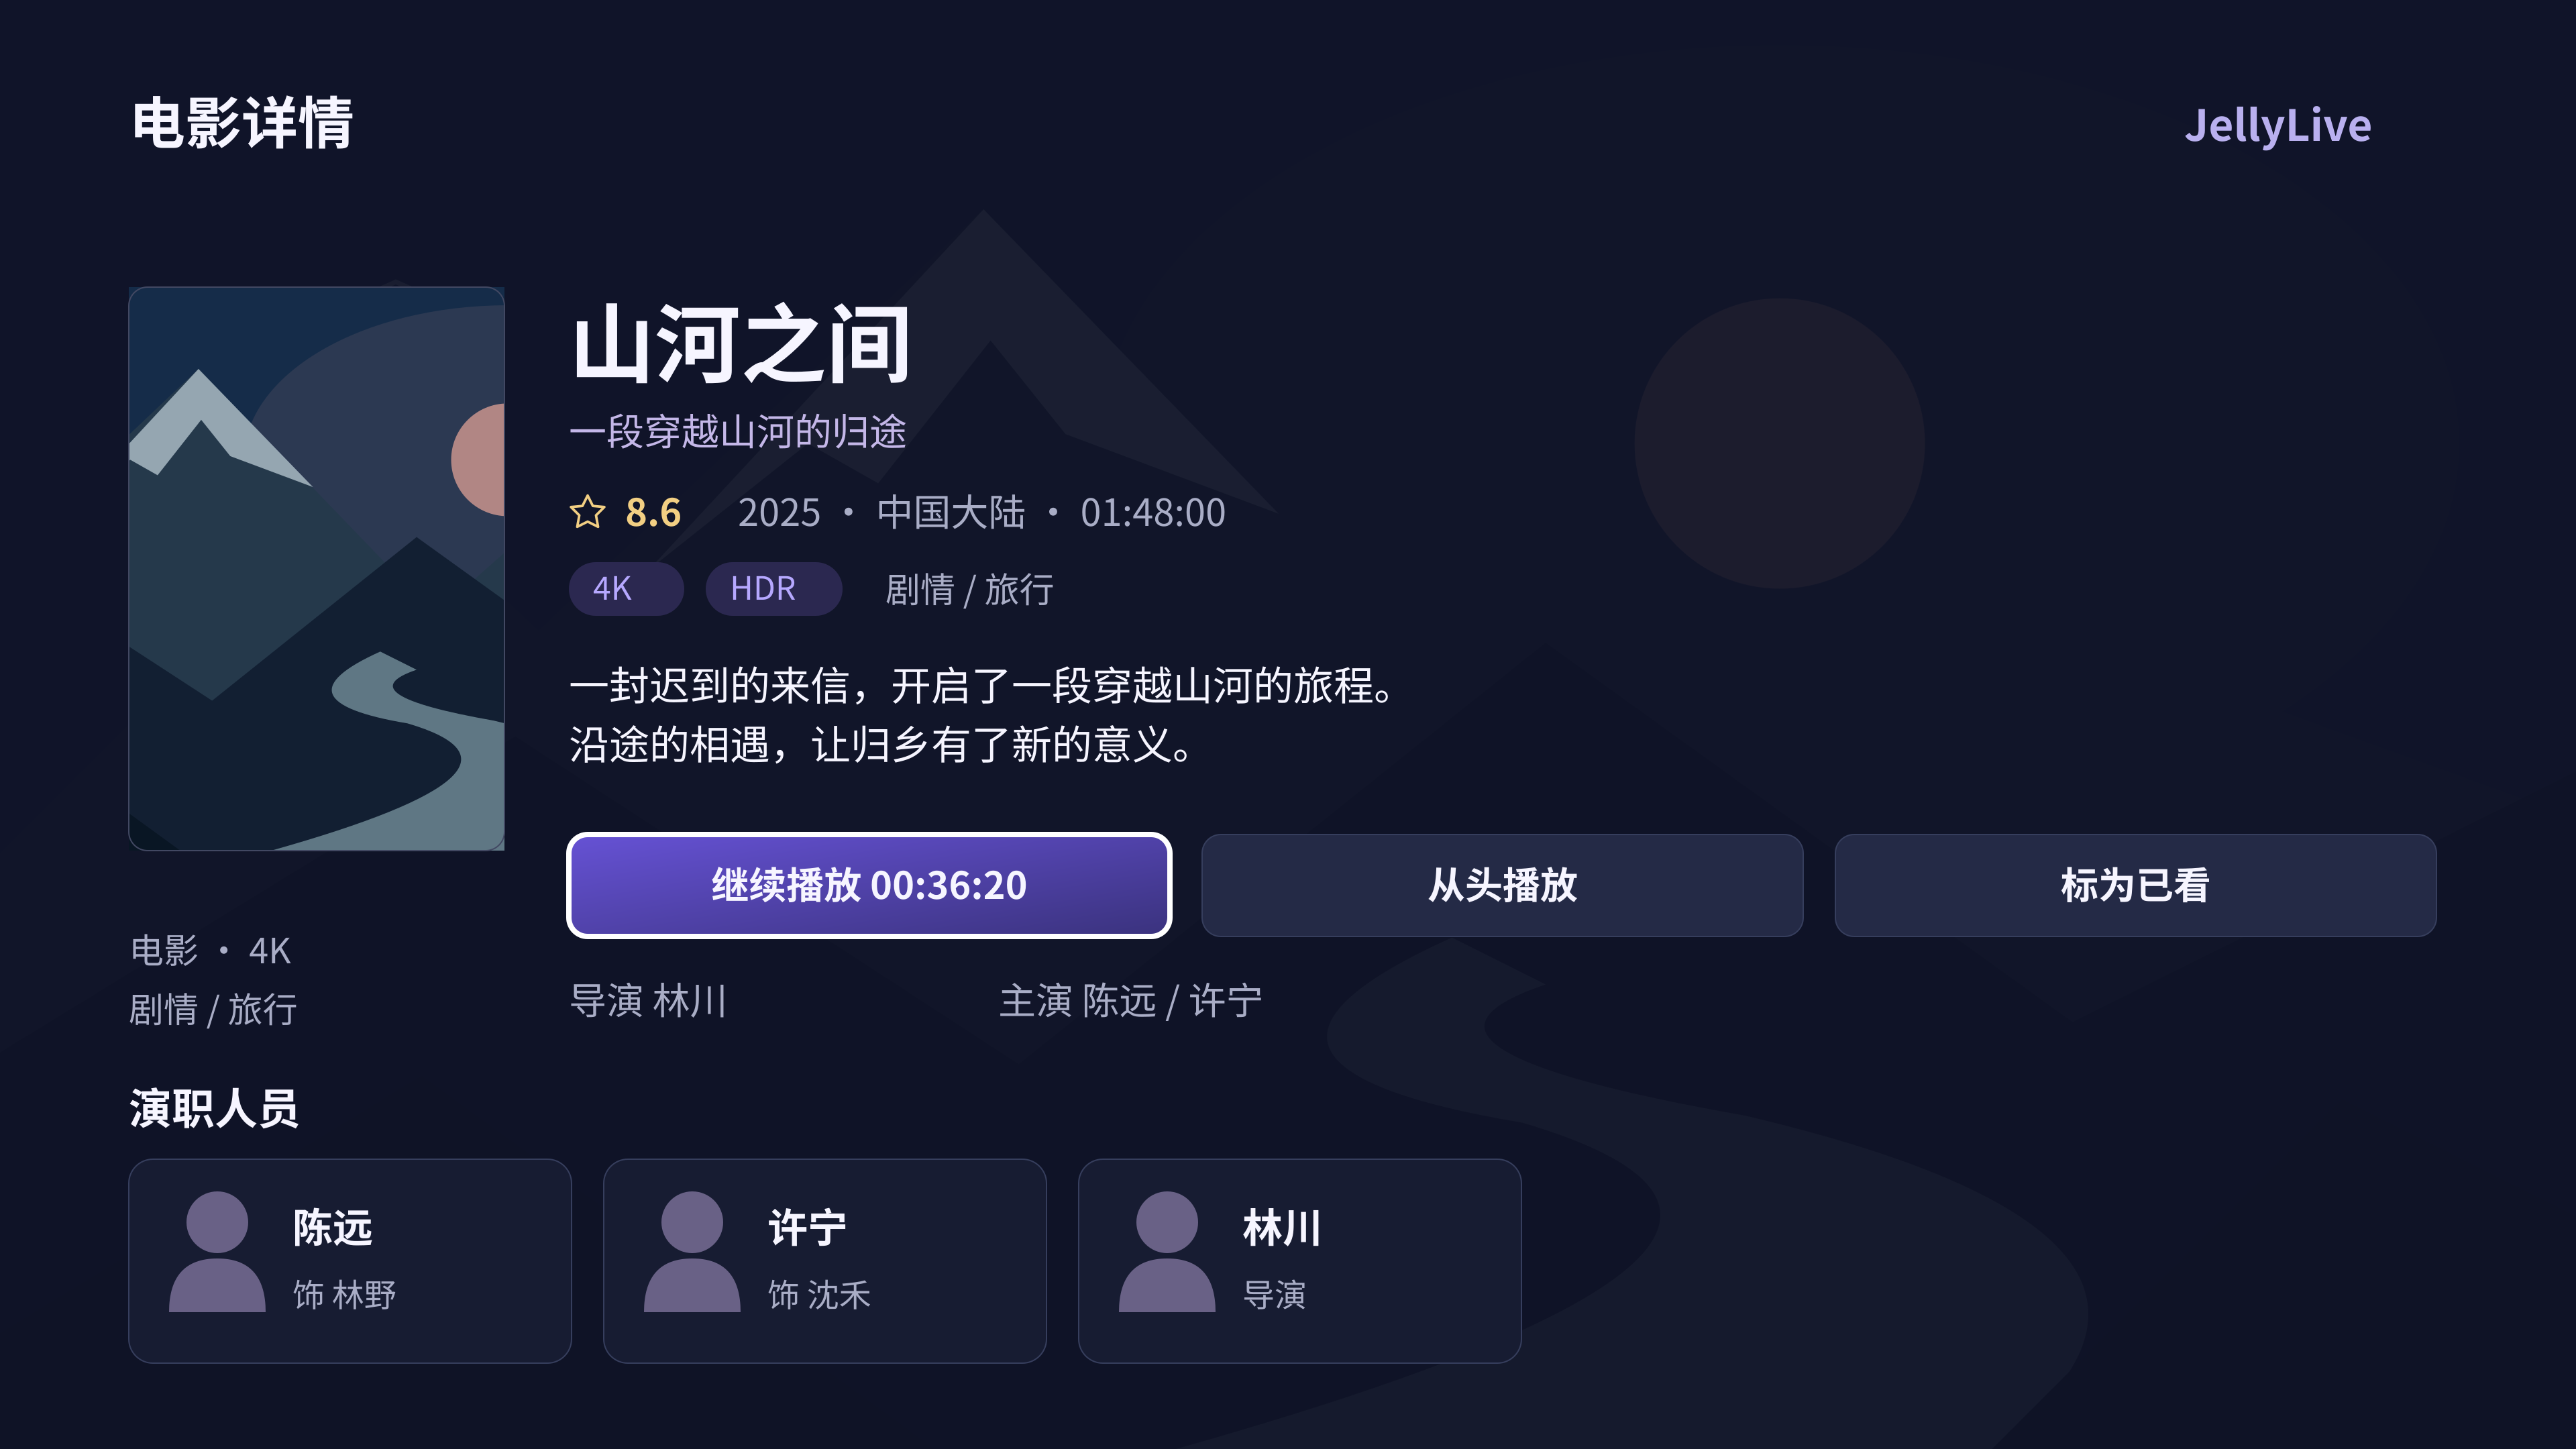 电影详情
JellyLive
山河之间
一段穿越山河的归途
8.6 2025 • 中国大陆 • 01:48:00
4K HDR 剧情 / 旅行
一封迟到的来信，开启了一段穿越山河的旅程。
沿途的相遇，让归乡有了新的意义。
继续播放 00:36:20
从头播放
标为已看
电影 • 4K
剧情 / 旅行
导演 林川
主演 陈远 / 许宁
演职人员
陈远
饰 林野
许宁
饰 沈禾
林川
导演